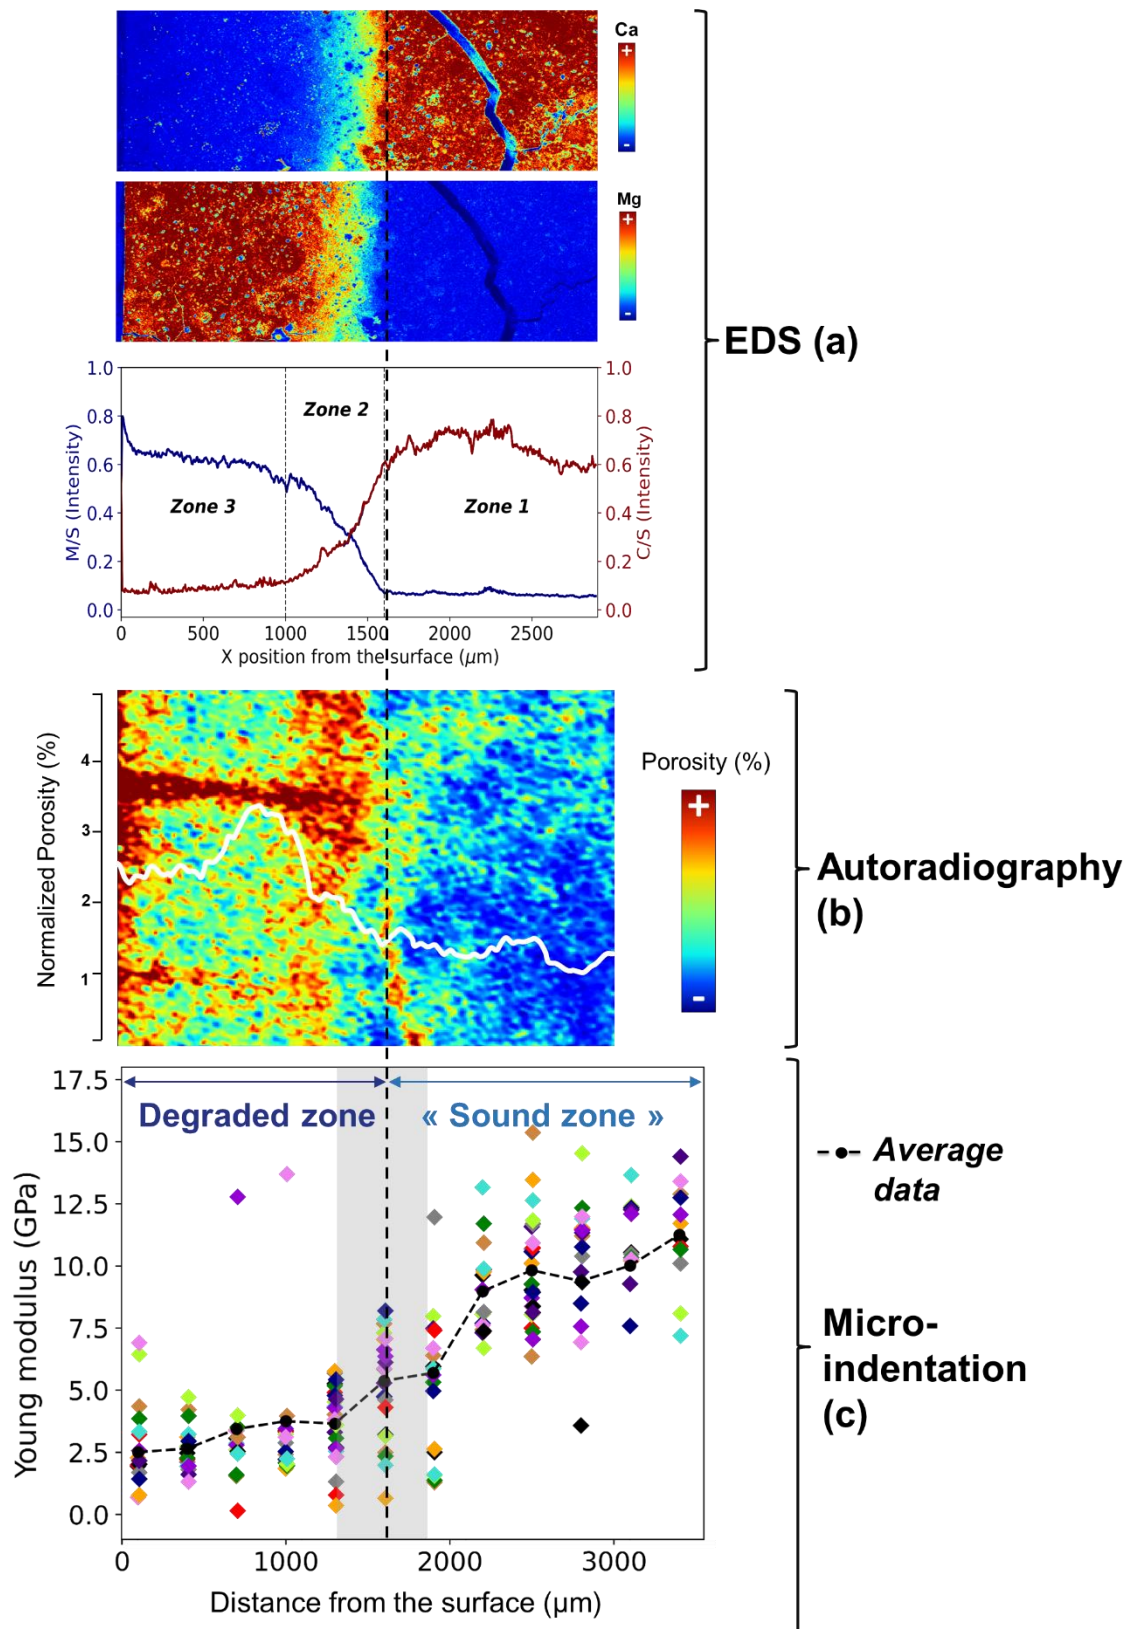 Ca
+
-
Mg
+
-
EDS (a)
1.0
0.8
0.6
0.4
0.2
0.0
M/S (Intensity)
Zone 3
Zone 2
Zone 1
1.0
0.8
0.6
0.4
0.2
0.0
C/S (Intensity)
0 500 1000 1500 2000 2500
X position from the surface (μm)
Normalized Porosity (%)
4
3
2
1
Porosity (%)
+
-
Autoradiography
(b)
17.5
15.0
12.5
10.0
7.5
5.0
2.5
0.0
Young modulus (GPa)
Degraded zone
« Sound zone »
Average
data
Micro-
indentation
(c)
0 1000 2000 3000
Distance from the surface (μm)